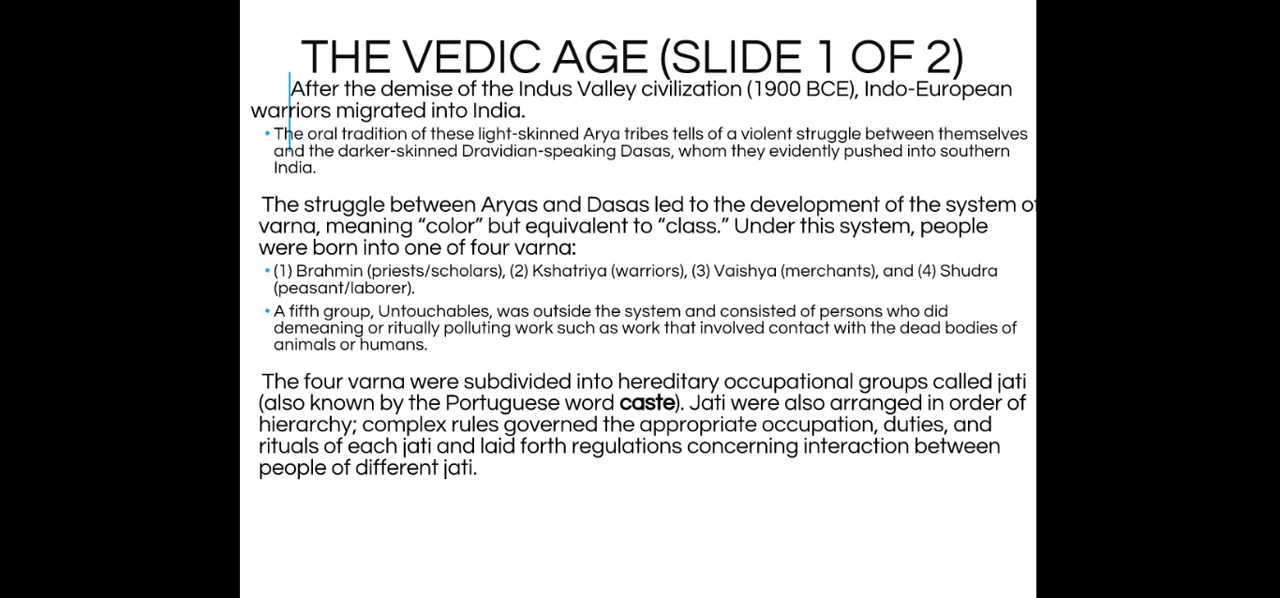 THE VEDIC AGE (SLIDE 1 OF 2)
After the demise of the Indus Valley civilization (1900 BCE), Indo-European
warriors migrated into India.
• The oral tradition of these light-skinned Arya tribes tells of a violent struggle between themselves
and the darker-skinned Dravidian-speaking Dasas, whom they evidently pushed into southern
India.
The struggle between Aryas and Dasas led to the development of the system of
varna, meaning “color” but equivalent to “class.” Under this system, people
were born into one of four varna:
• (1) Brahmin (priests/scholars), (2) Kshatriya (warriors), (3) Vaishya (merchants), and (4) Shudra
(peasant/laborer).
• A fifth group, Untouchables, was outside the system and consisted of persons who did
demeaning or ritually polluting work such as work that involved contact with the dead bodies of
animals or humans.
The four varna were subdivided into hereditary occupational groups called jati
(also known by the Portuguese word caste). Jati were also arranged in order of
hierarchy; complex rules governed the appropriate occupation, duties, and
rituals of each jati and laid forth regulations concerning interaction between
people of different jati.